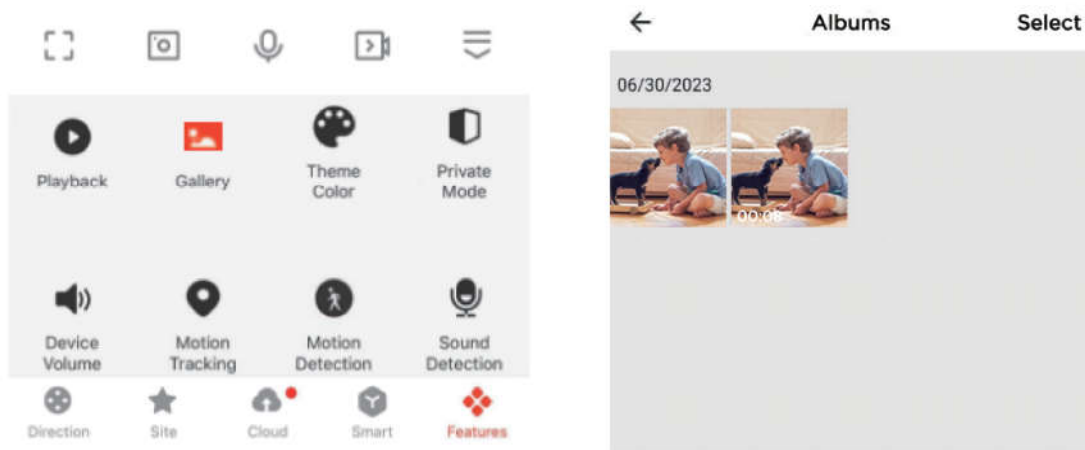 Playback
Gallery
Theme
Color
Private
Mode
Device
Volume
Motion
Tracking
Motion
Detection
Sound
Detection
Direction
Site
Cloud
Smart
Features
Albums
Select
06/30/2023
00:08